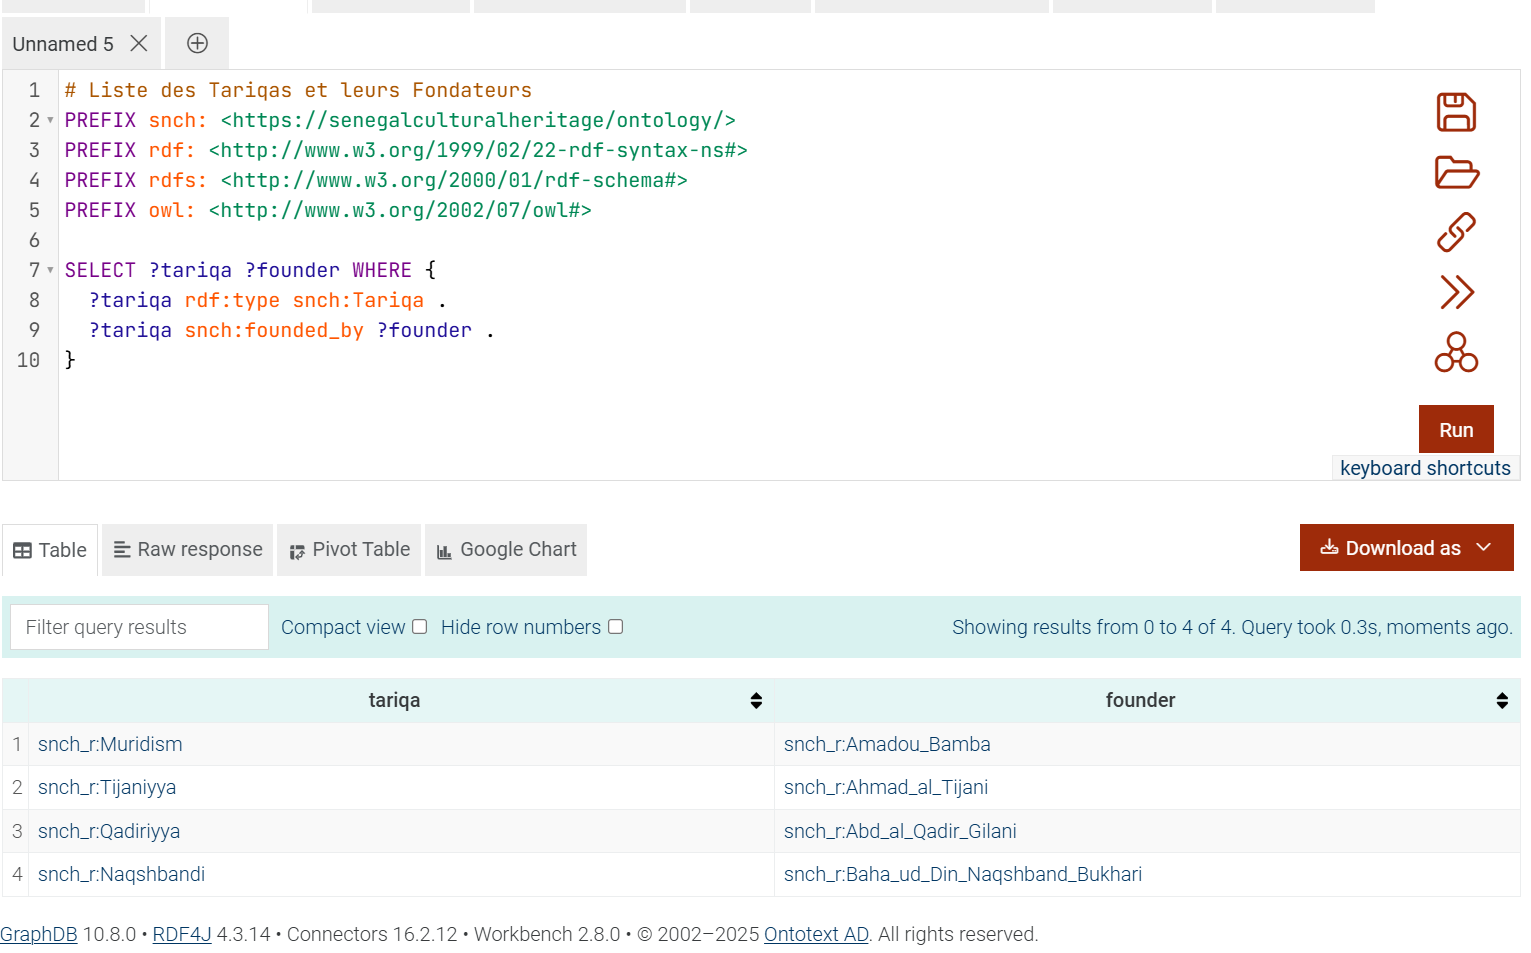 Unnamed 5
1 # Liste des Tariqas et leurs Fondateurs
2 PREFIX snch: <https://senegalculturalheritage/ontology/>
3 PREFIX rdf: <http://www.w3.org/1999/02/22-rdf-syntax-ns#>
4 PREFIX rdfs: <http://www.w3.org/2000/01/rdf-schema#>
5 PREFIX owl: <http://www.w3.org/2002/07/owl#>
6
7 SELECT ?tariqa ?founder WHERE {
8 ?tariqa rdf:type snch:Tariqa .
9 ?tariqa snch:founded_by ?founder .
10 }
Run
keyboard shortcuts
Table Raw response Pivot Table Google Chart Download as
Filter query results Compact view Hide row numbers Showing results from 0 to 4 of 4. Query took 0.3s, moments ago.
tariqa founder
1 snch_r:Muridism snch_r:Amadou_Bamba
2 snch_r:Tijaniyya snch_r:Ahmad_al_Tijani
3 snch_r:Qadiriyya snch_r:Abd_al_Qadir_Gilani
4 snch_r:Naqshbandi snch_r:Baha_ud_Din_Naqshband_Bukhari
GraphDB 10.8.0 • RDF4J 4.3.14 • Connectors 16.2.12 • Workbench 2.8.0 • © 2002–2025 Ontotext AD. All rights reserved.